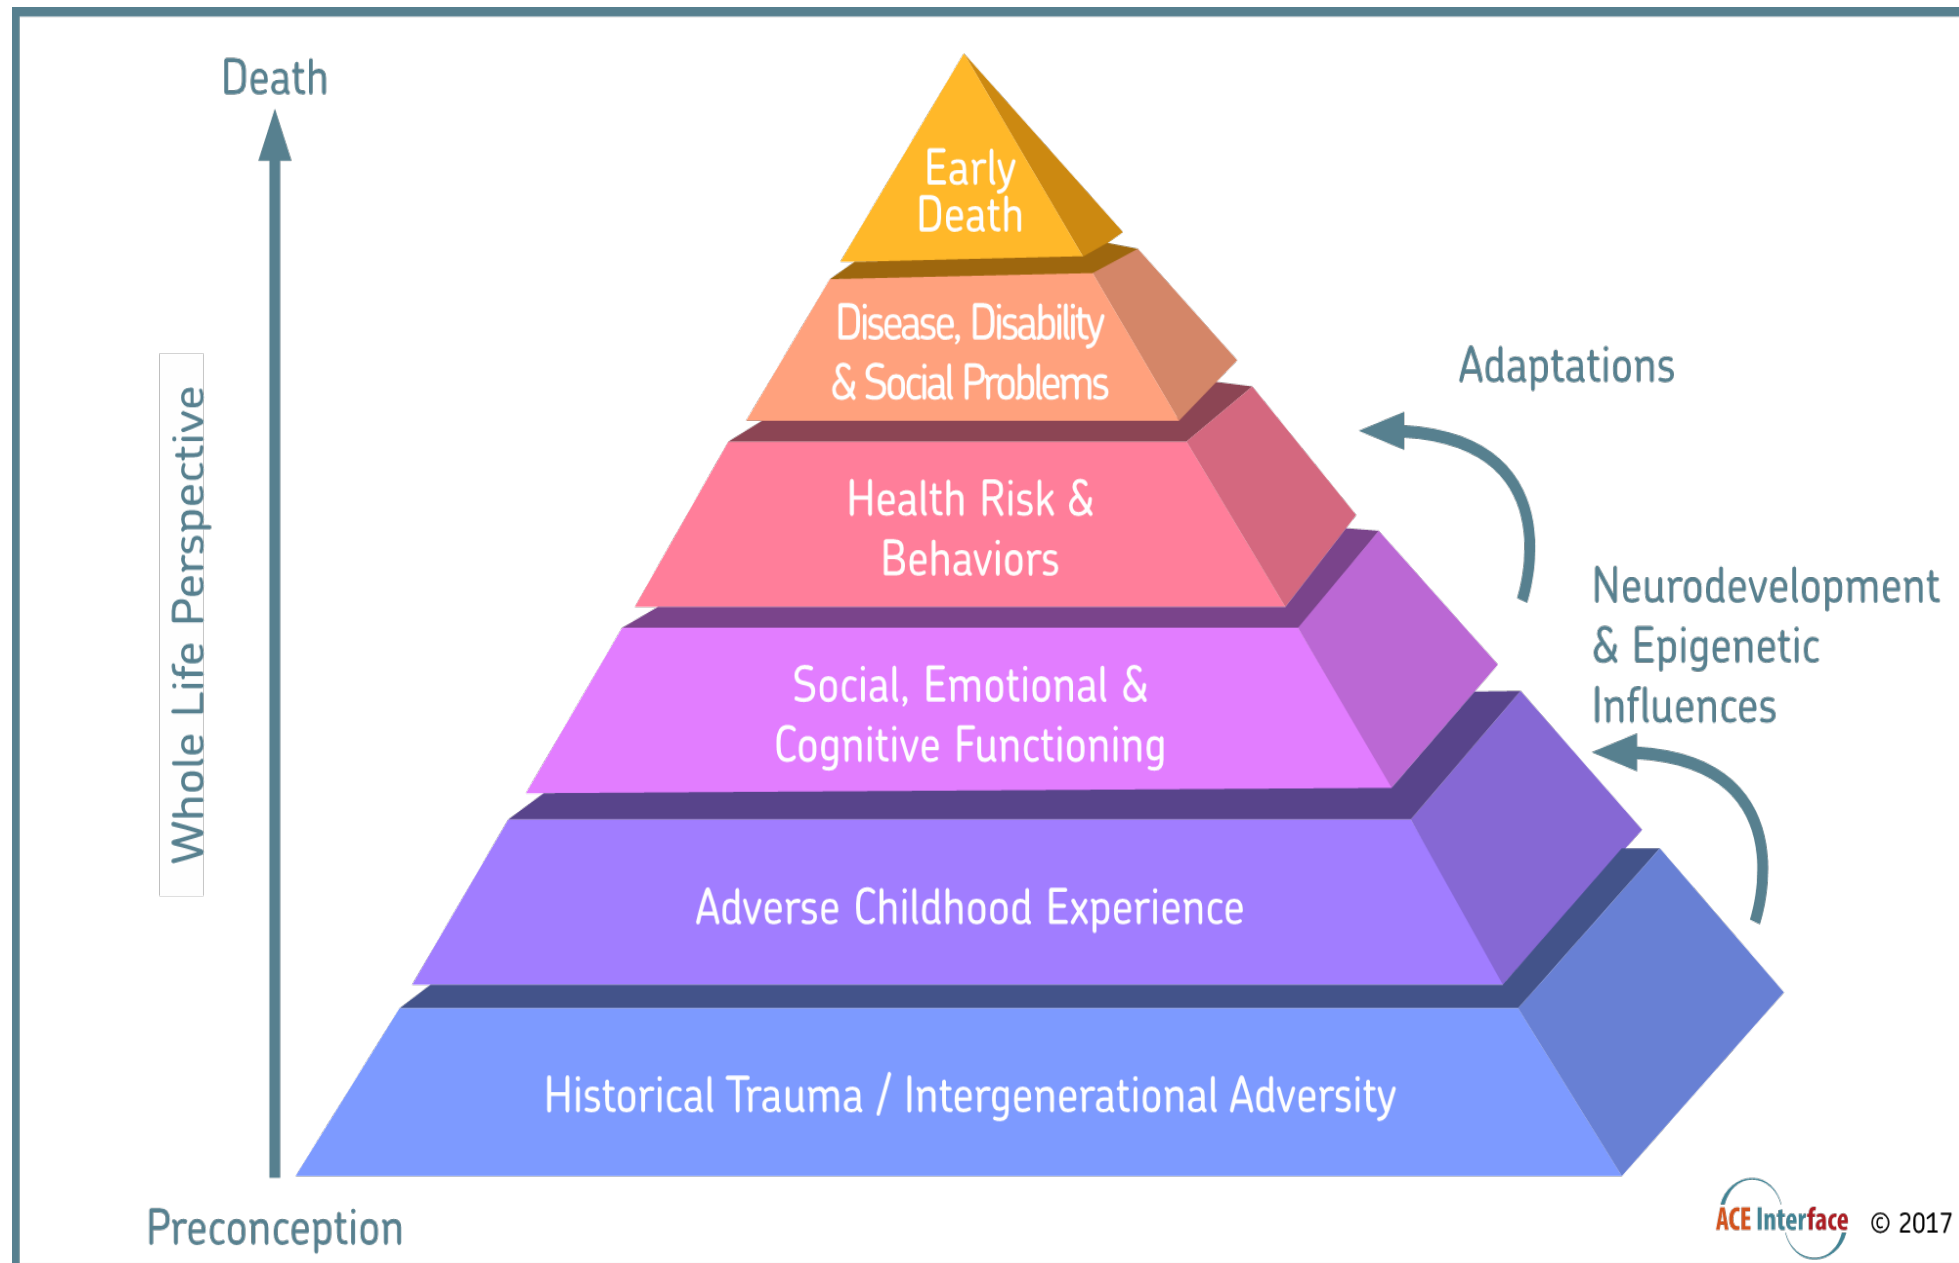 Death
Early
Death
Disease, Disability
& Social Problems
Adaptations
Health Risk &
Behaviors
Whole Life Perspective
Neurodevelopment
& Epigenetic
Influences
Social, Emotional &
Cognitive Functioning
Adverse Childhood Experience
Historical Trauma / Intergenerational Adversity
Preconception
ACE Interface © 2017